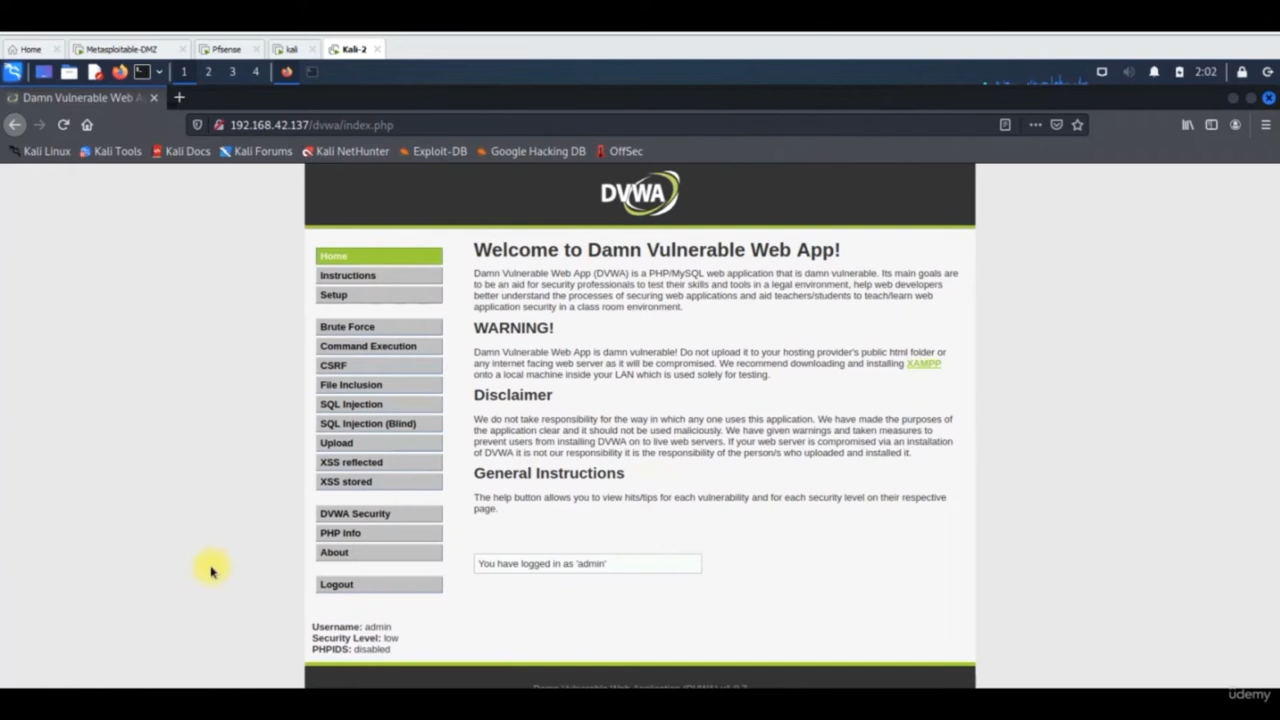 Home
Metasploitable-DMZ
Pfsense
kali
Kali-2
1 2 3 4
2:02
Damn Vulnerable Web A
192.168.42.137/dvwa/index.php
Kali Linux
Kali Tools
Kali Docs
Kali Forums
Kali NetHunter
Exploit-DB
Google Hacking DB
OffSec
DVWA
Home
Instructions
Setup
Brute Force
Command Execution
CSRF
File Inclusion
SQL Injection
SQL Injection (Blind)
Upload
XSS reflected
XSS stored
DVWA Security
PHP Info
About
Logout
Welcome to Damn Vulnerable Web App!
Damn Vulnerable Web App (DVWA) is a PHP/MySQL web application that is damn vulnerable. Its main goals are
to be an aid for security professionals to test their skills and tools in a legal environment, help web developers
better understand the processes of securing web applications and aid teachers/students to teach/learn web
application security in a class room environment.
WARNING!
Damn Vulnerable Web App is damn vulnerable! Do not upload it to your hosting provider's public html folder or
any internet facing web server as it will be compromised. We recommend downloading and installing XAMPP
onto a local machine inside your LAN which is used solely for testing.
Disclaimer
We do not take responsibility for the way in which any one uses this application. We have made the purposes of
the application clear and it should not be used maliciously. We have given warnings and taken measures to
prevent users from installing DVWA on to live web servers. If your web server is compromised via an installation
of DVWA it is not our responsibility it is the responsibility of the person/s who uploaded and installed it.
General Instructions
The help button allows you to view hits/tips for each vulnerability and for each security level on their respective
page.
You have logged in as 'admin'
Username: admin
Security Level: low
PHPIDS: disabled
udemy